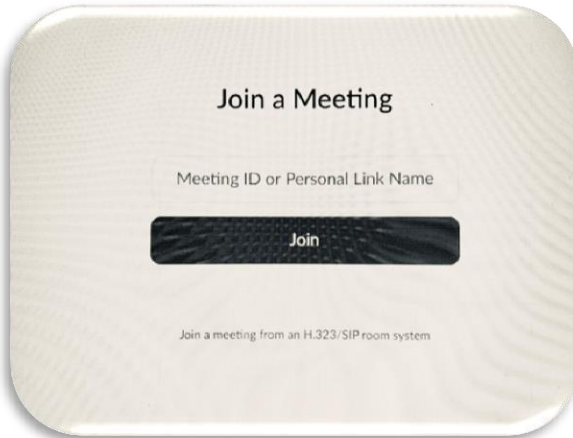 Join a Meeting
Meeting ID or Personal Link Name
Join
Join a meeting from an H.323/SIP room system